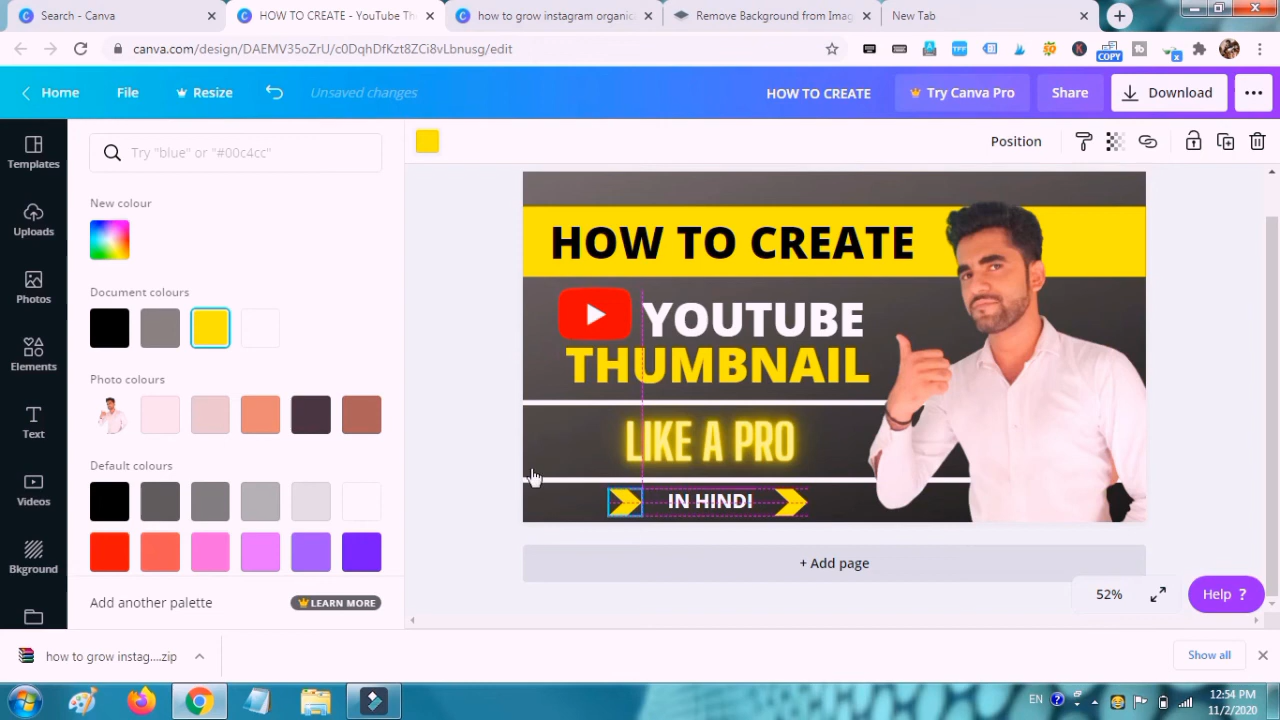 Search - Canva
HOW TO CREATE - YouTube Th
how to grow instagram organic
Remove Background from Imag
New Tab
canva.com/design/DAEMV35oZrU/c0DqhDfKzt8ZCi8vLbnusg/edit
COPY
Home
File
Resize
Unsaved changes
HOW TO CREATE
Try Canva Pro
Share
Download
Try "blue" or "#00c4cc"
Position
Templates
Uploads
Photos
Elements
Text
Videos
Bkground
New colour
Document colours
Photo colours
Default colours
Add another palette
LEARN MORE
HOW TO CREATE
YOUTUBE
THUMBNAIL
LIKE A PRO
IN HINDI
+ Add page
52%
Help ?
how to grow instag....zip
Show all
EN
12:54 PM
11/2/2020